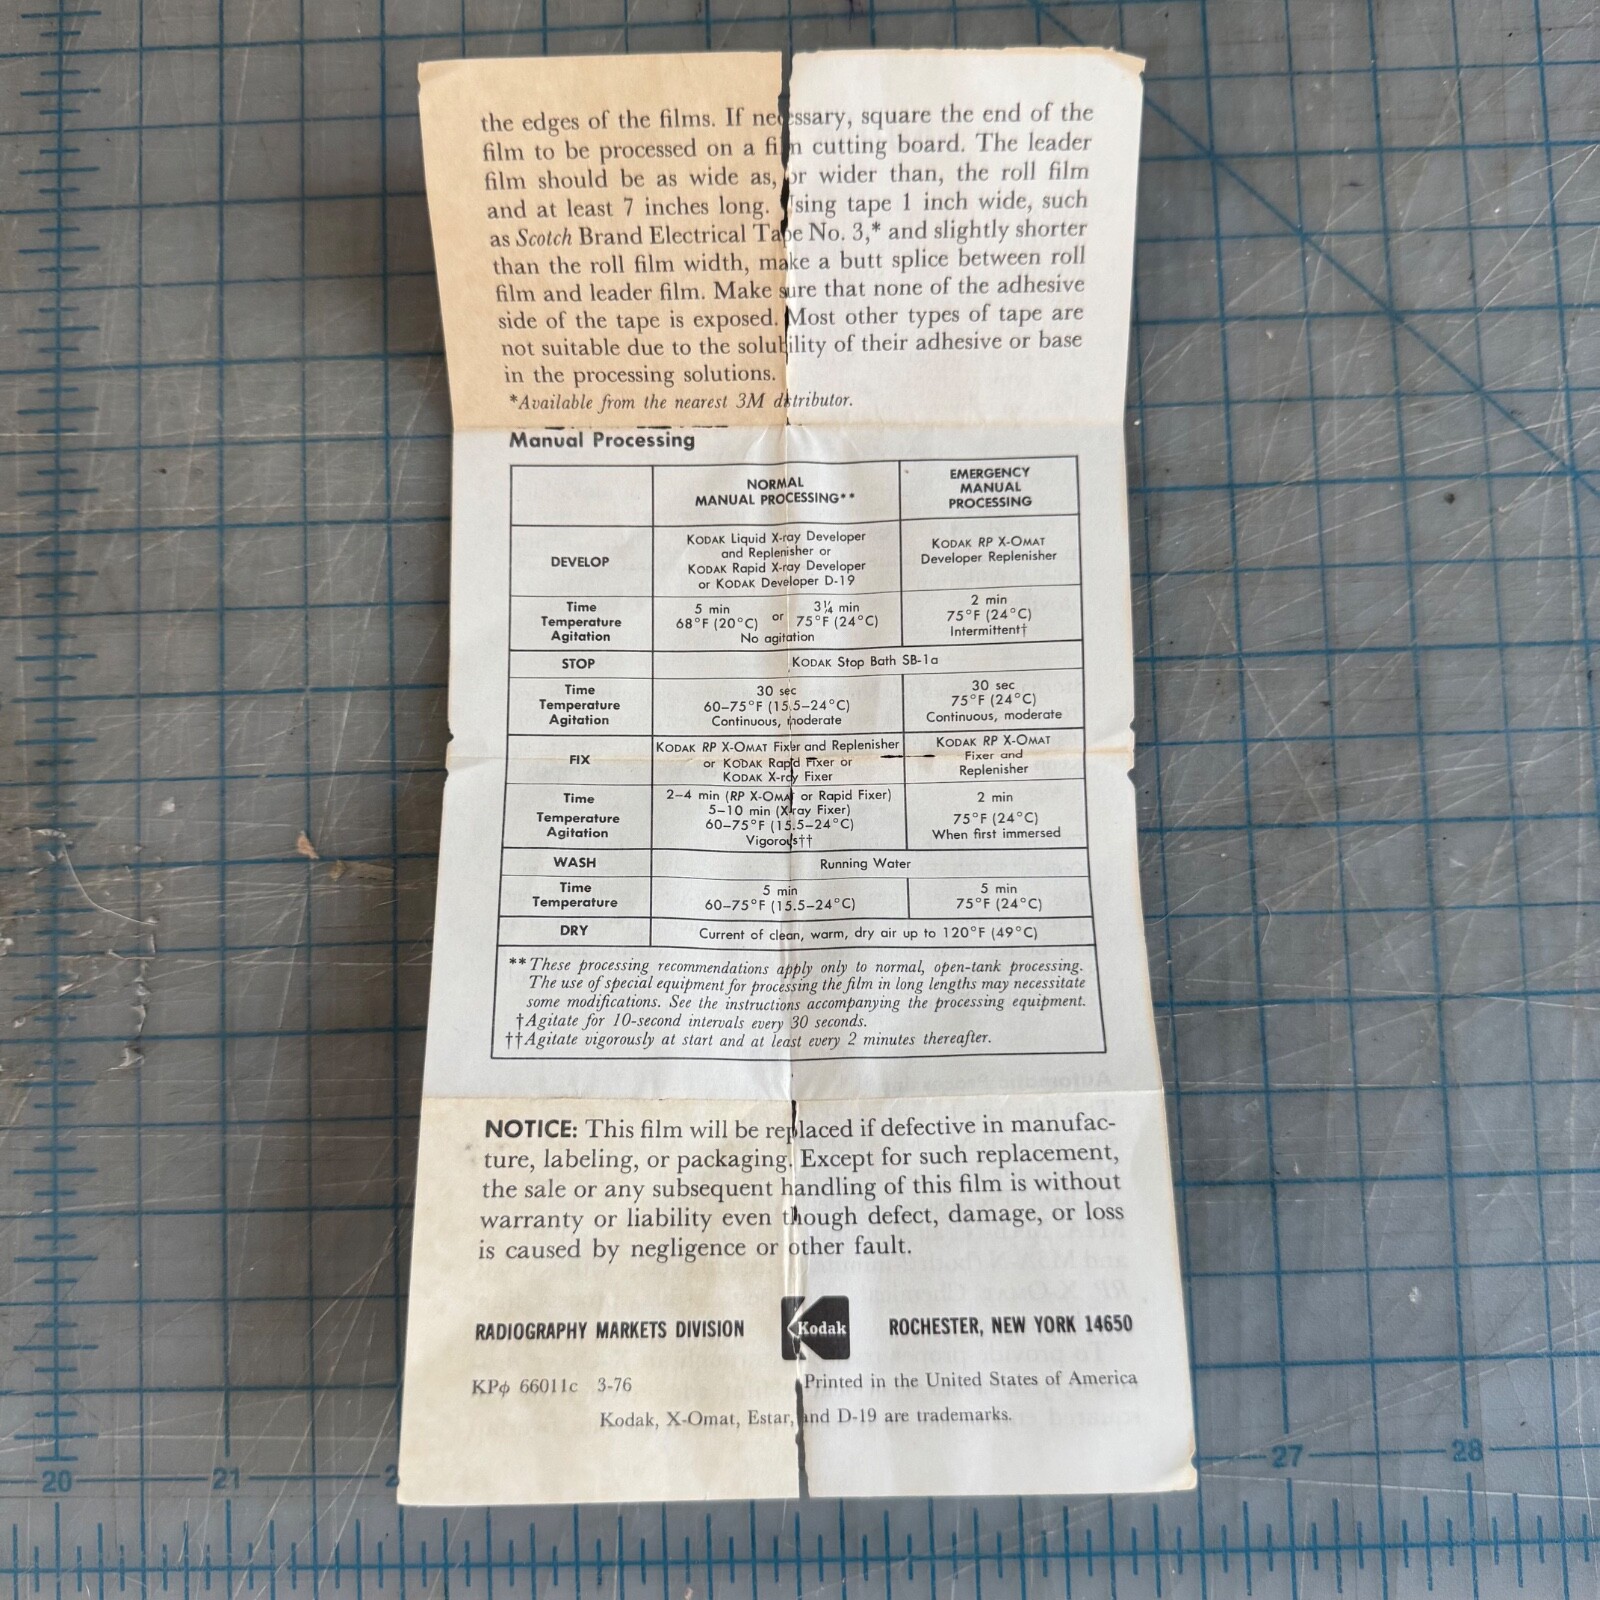 the edges of the films. If necessary, square the end of the
film to be processed on a film cutting board. The leader
film should be as wide as, or wider than, the roll film
and at least 7 inches long. Using tape 1 inch wide, such
as Scotch Brand Electrical Tape No. 3,* and slightly shorter
than the roll film width, make a butt splice between roll
film and leader film. Make sure that none of the adhesive
side of the tape is exposed. Most other types of tape are
not suitable due to the solubility of their adhesive or base
in the processing solutions.
*Available from the nearest 3M distributor.
Manual Processing
NORMAL
MANUAL PROCESSING**
EMERGENCY
MANUAL
PROCESSING
DEVELOP
KODAK Liquid X-ray Developer
and Replenisher or
KODAK Rapid X-ray Developer
or KODAK Developer D-19
KODAK RP X-OMAT
Developer Replenisher
Time
Temperature
Agitation
5 min
68°F (20°C)
or
3¼ min
75°F (24°C)
No agitation
2 min
75°F (24°C)
Intermittent†
STOP
KODAK Stop Bath SB-1a
Time
Temperature
Agitation
30 sec
60–75°F (15.5–24°C)
Continuous, moderate
30 sec
75°F (24°C)
Continuous, moderate
FIX
KODAK RP X-OMAT Fixer and Replenisher
or KODAK Rapid Fixer or
KODAK X-ray Fixer
KODAK RP X-OMAT
Fixer and
Replenisher
Time
Temperature
Agitation
2–4 min (RP X-OMAT or Rapid Fixer)
5–10 min (X-ray Fixer)
60–75°F (15.5–24°C)
Vigorous††
2 min
75°F (24°C)
When first immersed
WASH
Running Water
Time
Temperature
5 min
60–75°F (15.5–24°C)
5 min
75°F (24°C)
DRY
Current of clean, warm, dry air up to 120°F (49°C)
**These processing recommendations apply only to normal, open-tank processing.
The use of special equipment for processing the film in long lengths may necessitate
some modifications. See the instructions accompanying the processing equipment.
†Agitate for 10-second intervals every 30 seconds.
††Agitate vigorously at start and at least every 2 minutes thereafter.
NOTICE: This film will be replaced if defective in manufac-
ture, labeling, or packaging. Except for such replacement,
the sale or any subsequent handling of this film is without
warranty or liability even though defect, damage, or loss
is caused by negligence or other fault.
RADIOGRAPHY MARKETS DIVISION
Kodak
ROCHESTER, NEW YORK 14650
KPϕ 66011c 3-76
Printed in the United States of America
Kodak, X-Omat, Estar, and D-19 are trademarks.
20
21
27
28